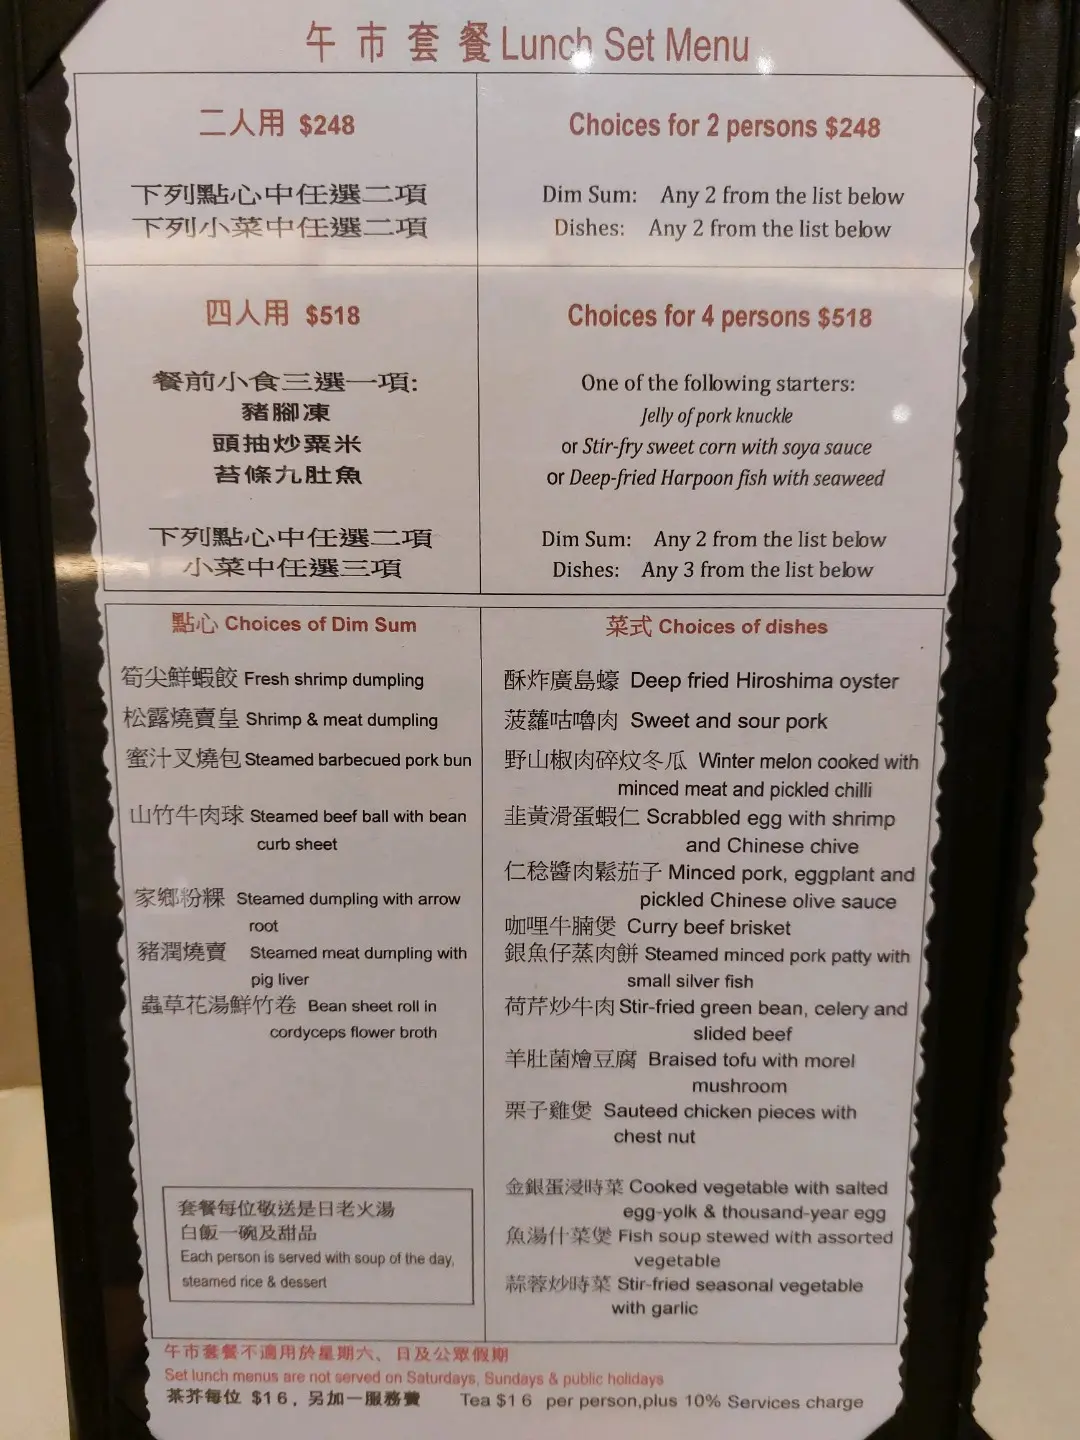 午市套餐 Lunch Set Menu
二人用 $248
下列點心中任選二項
下列小菜中任選二項
Choices for 2 persons $248
Dim Sum: Any 2 from the list below
Dishes: Any 2 from the list below
四人用 $518
餐前小食三選一項:
豬腳凍
頭抽炒粟米
苔條九肚魚
下列點心中任選二項
小菜中任選三項
Choices for 4 persons $518
One of the following starters:
Jelly of pork knuckle
or Stir-fry sweet corn with soya sauce
or Deep-fried Harpoon fish with seaweed
Dim Sum: Any 2 from the list below
Dishes: Any 3 from the list below
點心 Choices of Dim Sum
筍尖鮮蝦餃 Fresh shrimp dumpling
松露燒賣皇 Shrimp & meat dumpling
蜜汁叉燒包 Steamed barbecued pork bun
山竹牛肉球 Steamed beef ball with bean
curb sheet
家鄉粉粿 Steamed dumpling with arrow
root
豬潤燒賣 Steamed meat dumpling with
pig liver
蟲草花湯鮮竹卷 Bean sheet roll in
cordyceps flower broth
套餐每位敬送是日老火湯
白飯一碗及甜品
Each person is served with soup of the day,
steamed rice & dessert
菜式 Choices of dishes
酥炸廣島蠔 Deep fried Hiroshima oyster
菠蘿咕嚕肉 Sweet and sour pork
野山椒肉碎炆冬瓜 Winter melon cooked with
minced meat and pickled chilli
韭黃滑蛋蝦仁 Scrabbled egg with shrimp
and Chinese chive
仁稔醬肉鬆茄子 Minced pork, eggplant and
pickled Chinese olive sauce
咖哩牛腩煲 Curry beef brisket
銀魚仔蒸肉餅 Steamed minced pork patty with
small silver fish
荷芹炒牛肉 Stir-fried green bean, celery and
slided beef
羊肚菌燴豆腐 Braised tofu with morel
mushroom
栗子雞煲 Sauteed chicken pieces with
chest nut
金銀蛋浸時菜 Cooked vegetable with salted
egg-yolk & thousand-year egg
魚湯什菜煲 Fish soup stewed with assorted
vegetable
蒜蓉炒時菜 Stir-fried seasonal vegetable
with garlic
午市套餐不適用於星期六、日及公眾假期
Set lunch menus are not served on Saturdays, Sundays & public holidays
茶芥每位 $16, 另加一服務費 Tea $16 per person,plus 10% Services charge